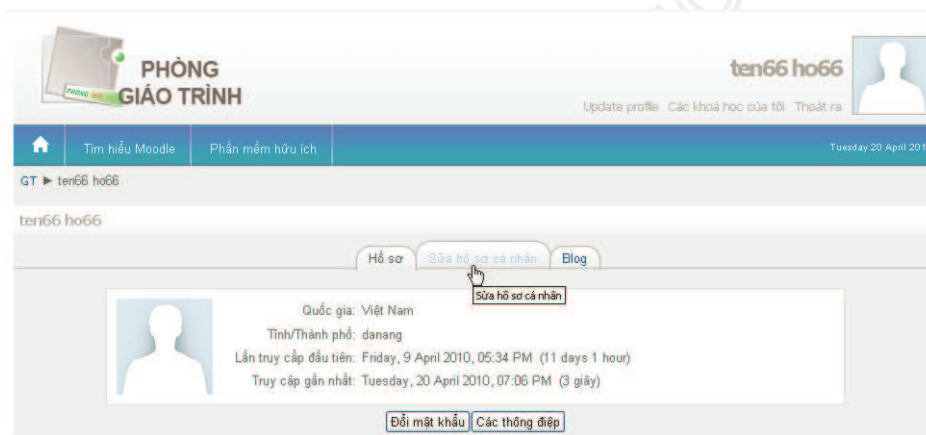 PHÒNG
GIÁO TRÌNH
ten66 ho66
Update profile Các khoá học của tôi Thoát ra
Tìm hiểu Moodle Phần mềm hữu ích
Tuesday 20 April 201
GT ► ten66 ho66
ten66 ho66
Hồ sơ Sửa hồ sơ cá nhân Blog
Sửa hồ sơ cá nhân
Quốc gia: Việt Nam
Tỉnh/Thành phố: danang
Lần truy cập đầu tiên: Friday, 9 April 2010, 05:34 PM (11 days 1 hour)
Truy cập gần nhất: Tuesday, 20 April 2010, 07:06 PM (3 giây)
Đổi mật khẩu Các thông điệp